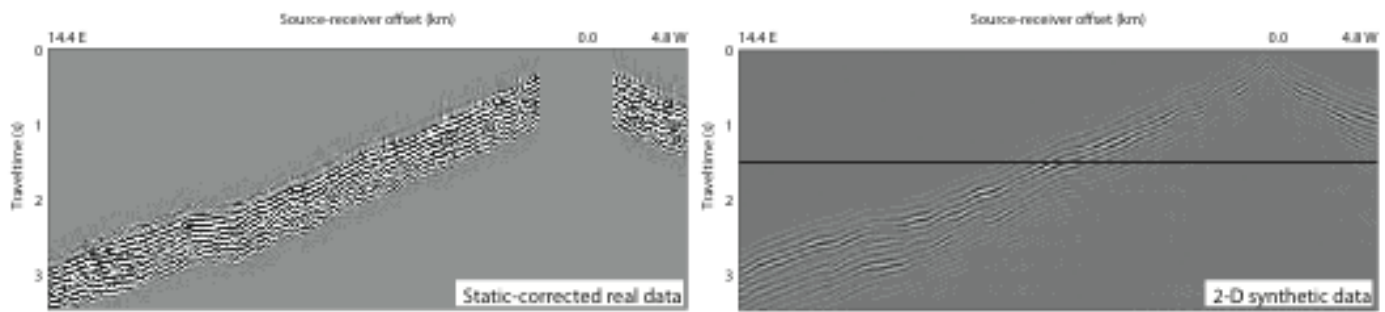 Source-receiver offset (km)
14.4 E 0.0 4.8 W
0
1
2
3
Traveltime (s)
Static-corrected real data
Source-receiver offset (km)
14.4 E 0.0 4.8 W
0
1
2
3
Traveltime (s)
2-D synthetic data